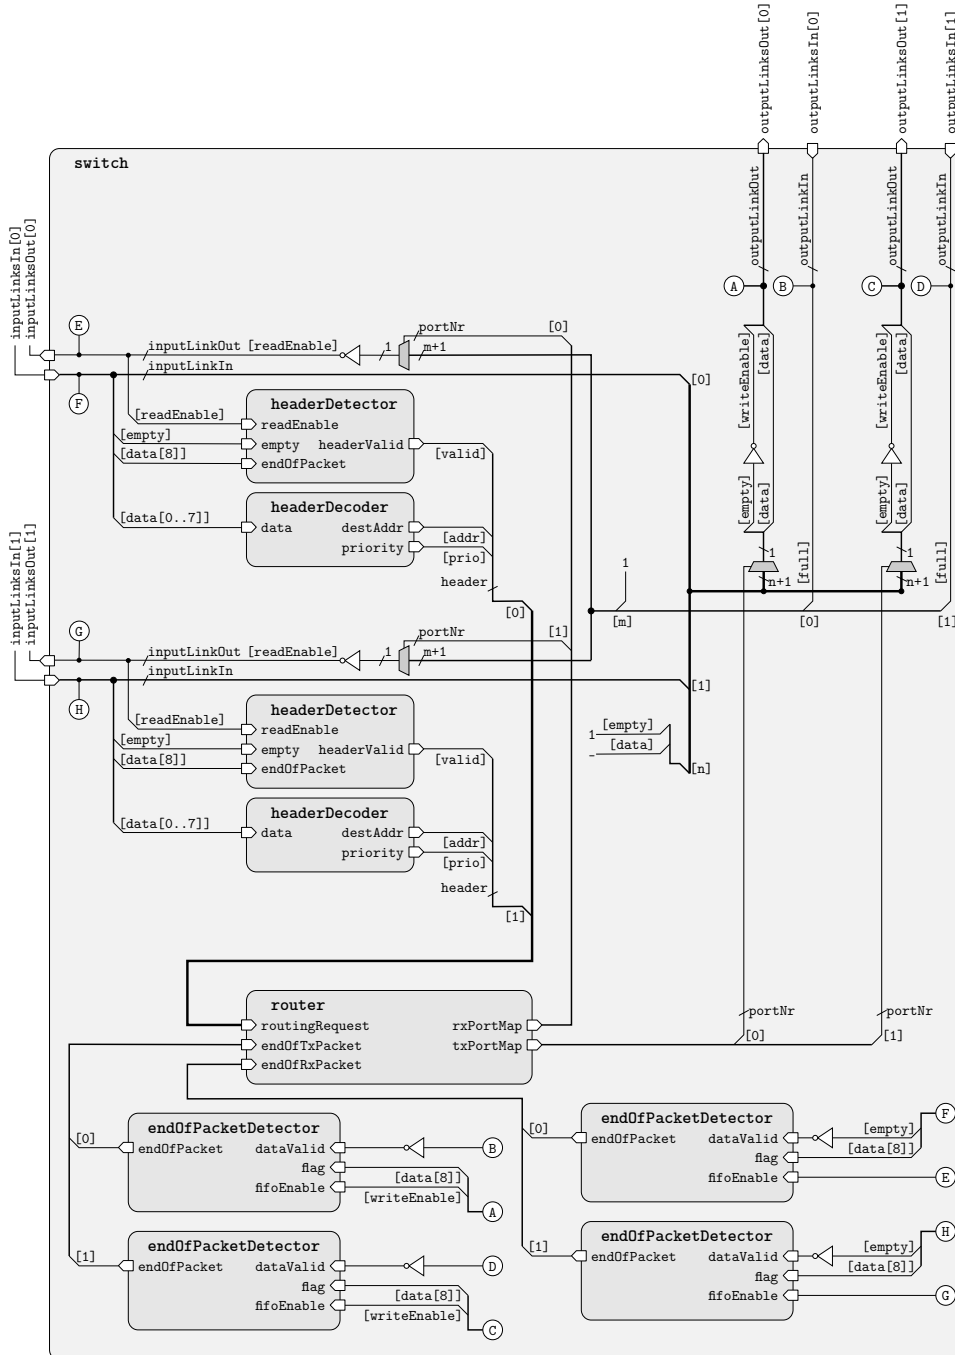 outputLinksOut[0]
outputLinksIn[0]
outputLinksOut[1]
outputLinksIn[1]
switch
outputLinkOut
outputLinkIn
outputLinkOut
outputLinkIn
inputLinksIn[0]
inputLinksOut[0]
A
B
C
D
E
portNr
[0]
inputLinkOut [readEnable]
1
m+1
inputLinkIn
[0]
F
[writeEnable]
[data]
[writeEnable]
[data]
headerDetector
[readEnable]
readEnable
[empty]
empty
headerValid
[data[8]]
endOfPacket
[valid]
[empty]
[data]
[empty]
[data]
headerDecoder
[data[0..7]]
data
destAddr
[addr]
priority
[prio]
header
[0]
1
1
n+1
[full]
n+1
[full]
1
[m]
[0]
[1]
inputLinksIn[1]
inputLinksOut[1]
G
portNr
[1]
inputLinkOut [readEnable]
1
m+1
inputLinkIn
[1]
H
headerDetector
[readEnable]
readEnable
[empty]
empty
headerValid
[data[8]]
endOfPacket
[valid]
1
[empty]
-
[data]
[n]
headerDecoder
[data[0..7]]
data
destAddr
[addr]
priority
[prio]
header
[1]
router
routingRequest
rxPortMap
endOfTxPacket
txPortMap
endOfRxPacket
portNr
[0]
portNr
[1]
endOfPacketDetector
[0]
endOfPacket
dataValid
B
flag
[data[8]]
fifoEnable
[writeEnable]
A
endOfPacketDetector
[0]
endOfPacket
dataValid
[empty]
F
flag
[data[8]]
fifoEnable
E
endOfPacketDetector
[1]
endOfPacket
dataValid
D
flag
[data[8]]
fifoEnable
[writeEnable]
C
endOfPacketDetector
[1]
endOfPacket
dataValid
[empty]
H
flag
[data[8]]
fifoEnable
G